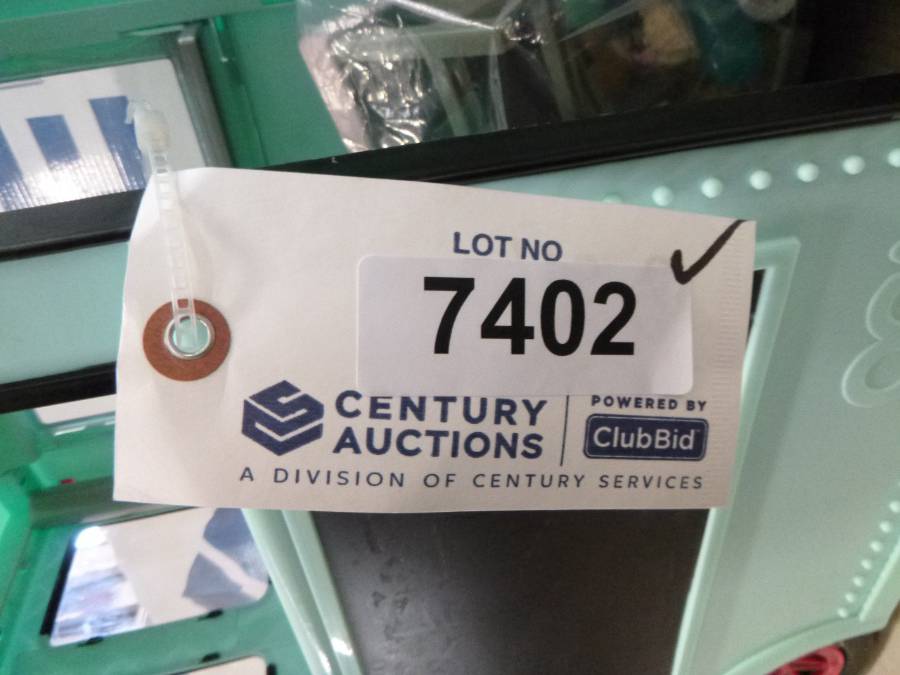 LOT NO
7402
CENTURY
AUCTIONS
POWERED BY
ClubBid
A DIVISION OF CENTURY SERVICES